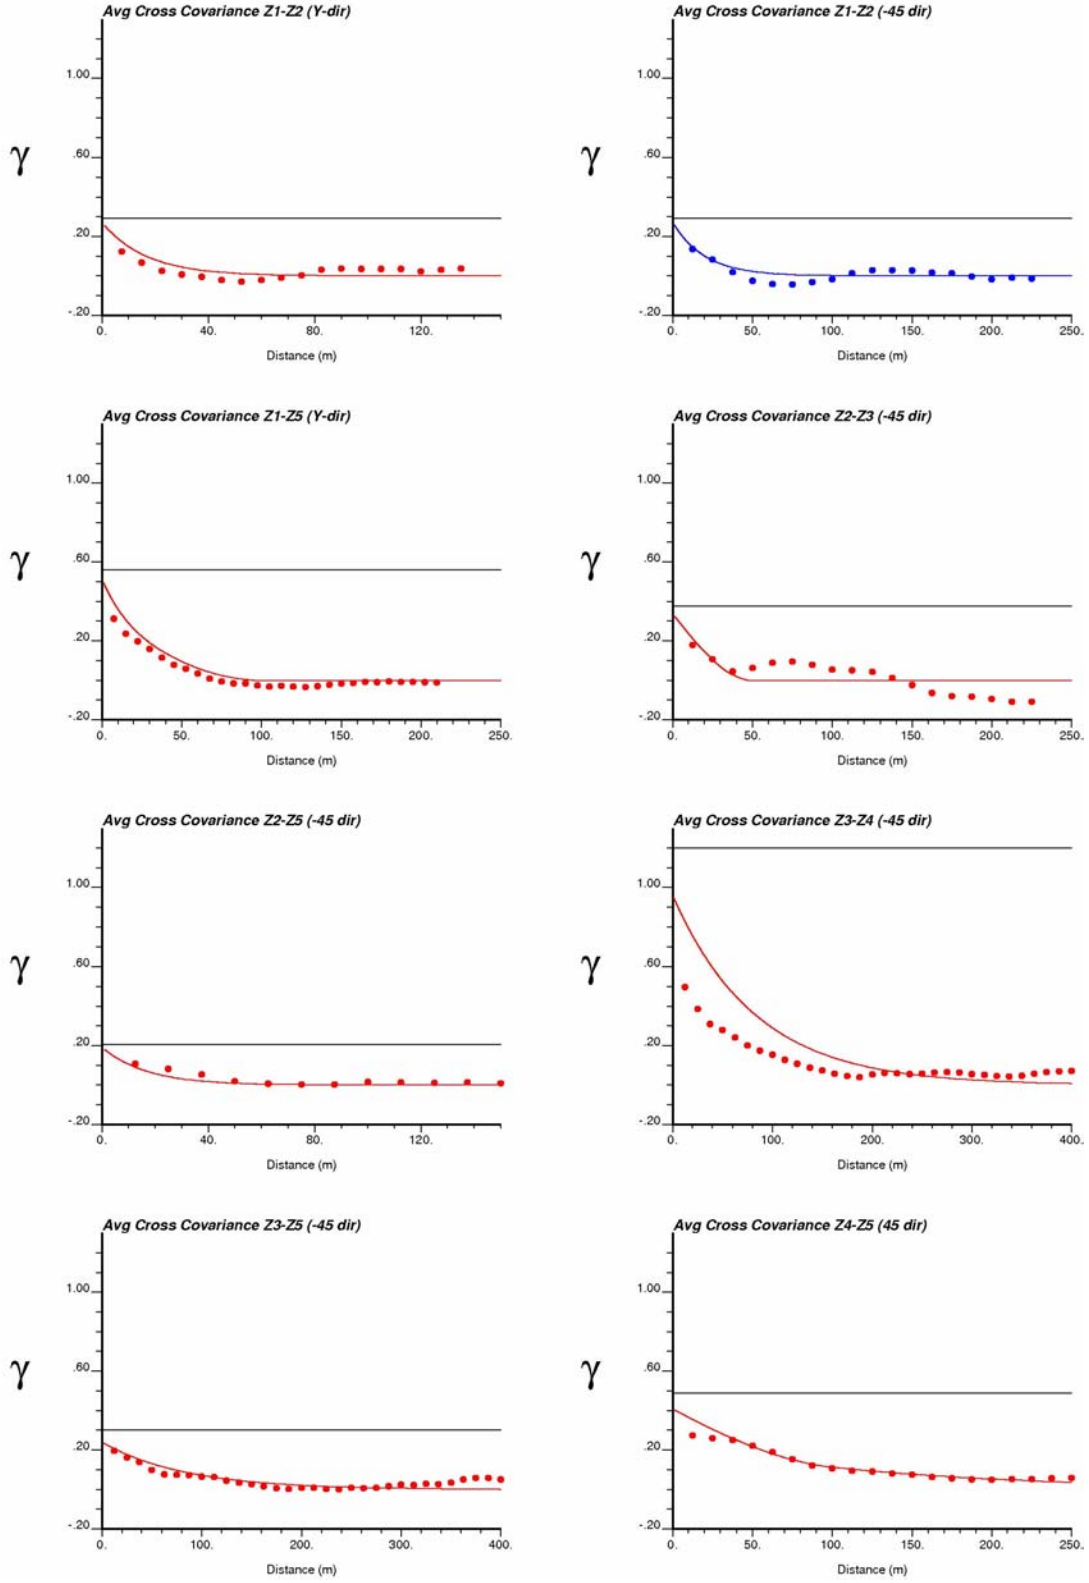 Avg Cross Covariance Z1-Z2 (Y-dir)
γ
1.00
.60
.20
-.20
0. 40. 80. 120.
Distance (m)
Avg Cross Covariance Z1-Z2 (-45 dir)
γ
1.00
.60
.20
-.20
0. 50. 100. 150. 200. 250.
Distance (m)
Avg Cross Covariance Z1-Z5 (Y-dir)
γ
1.00
.60
.20
-.20
0. 50. 100. 150. 200. 250.
Distance (m)
Avg Cross Covariance Z2-Z3 (-45 dir)
γ
1.00
.60
.20
-.20
0. 50. 100. 150. 200. 250.
Distance (m)
Avg Cross Covariance Z2-Z5 (-45 dir)
γ
1.00
.60
.20
-.20
0. 40. 80. 120.
Distance (m)
Avg Cross Covariance Z3-Z4 (-45 dir)
γ
1.00
.60
.20
-.20
0. 100. 200. 300. 400.
Distance (m)
Avg Cross Covariance Z3-Z5 (-45 dir)
γ
1.00
.60
.20
-.20
0. 100. 200. 300. 400.
Distance (m)
Avg Cross Covariance Z4-Z5 (45 dir)
γ
1.00
.60
.20
-.20
0. 50. 100. 150. 200. 250.
Distance (m)